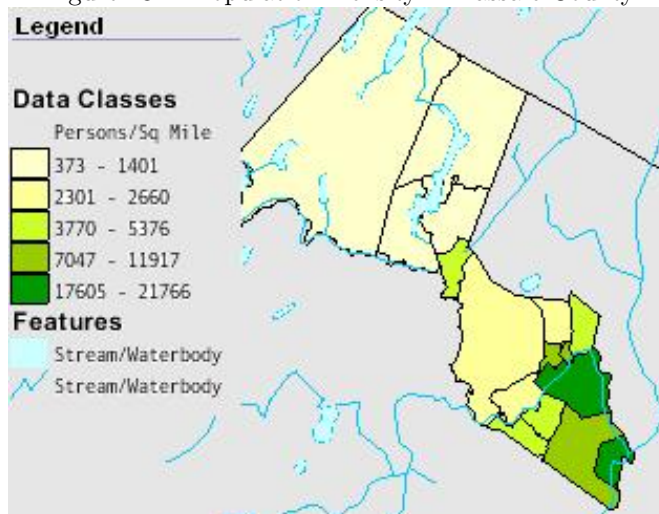 Legend
Data Classes
Persons/Sq Mile
373 - 1401
2301 - 2660
3770 - 5376
7047 - 11917
17605 - 21766
Features
Stream/Waterbody
Stream/Waterbody